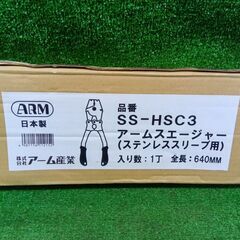 ARM
日本製
株式会社 アーム産業
品番
SS-HSC3
アームスエージャー
(ステンレススリーブ用)
入り数：1丁 全長：640MM